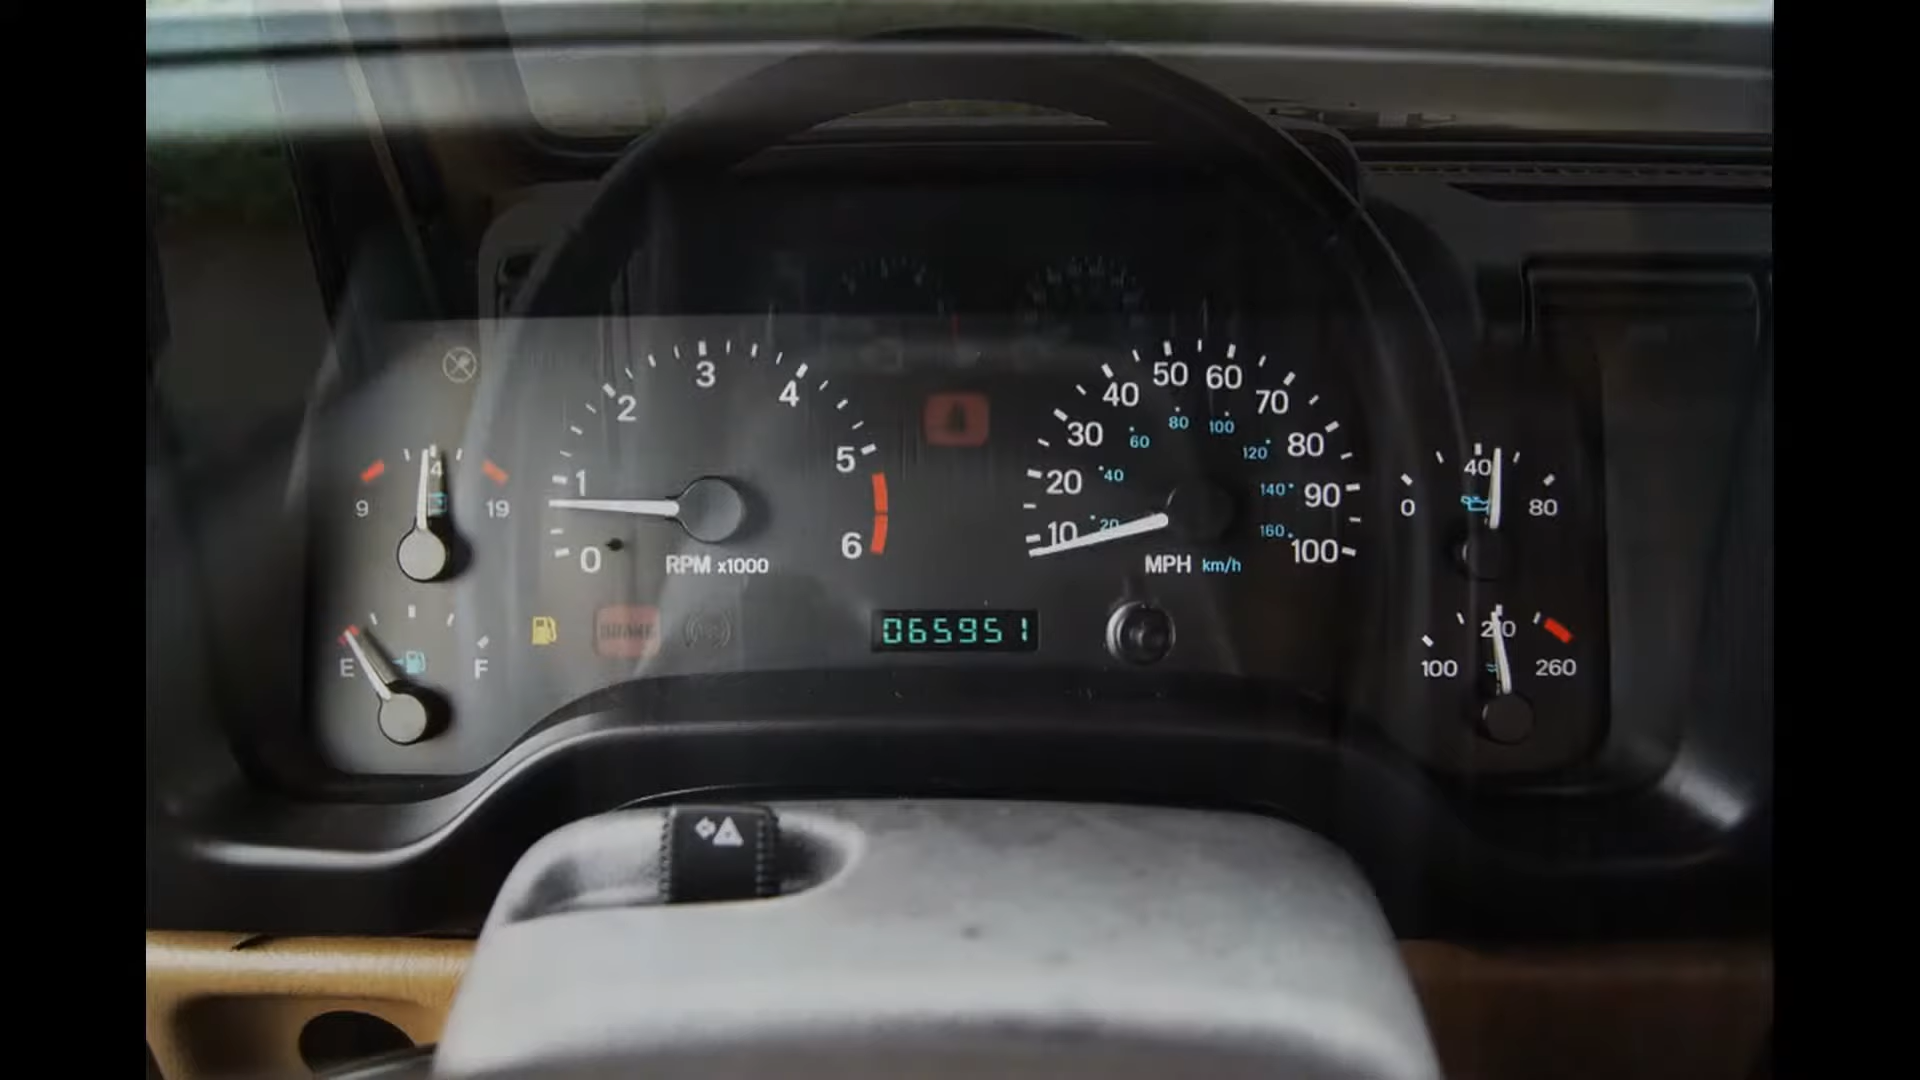 0 1 2 3 4 5 6
RPM x1000
10 20 30 40 50 60 70 80 90 100
20 40 60 80 100 120 140 160
MPH km/h
9 19
E F
BRAKE
065951
0 40 80
100 210 260